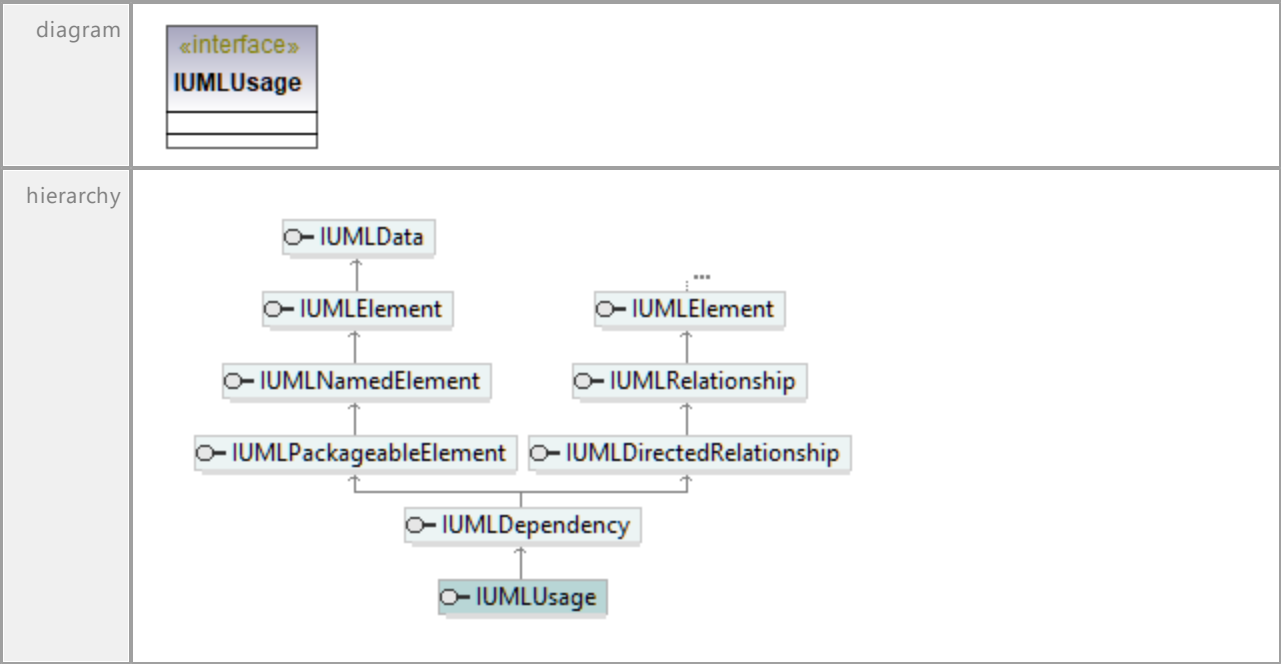 diagram
«interface»
IUMLUsage
hierarchy
IUMLData
...
IUMLElement
IUMLElement
IUMLNamedElement
IUMLRelationship
IUMLPackageableElement
IUMLDirectedRelationship
IUMLDependency
IUMLUsage